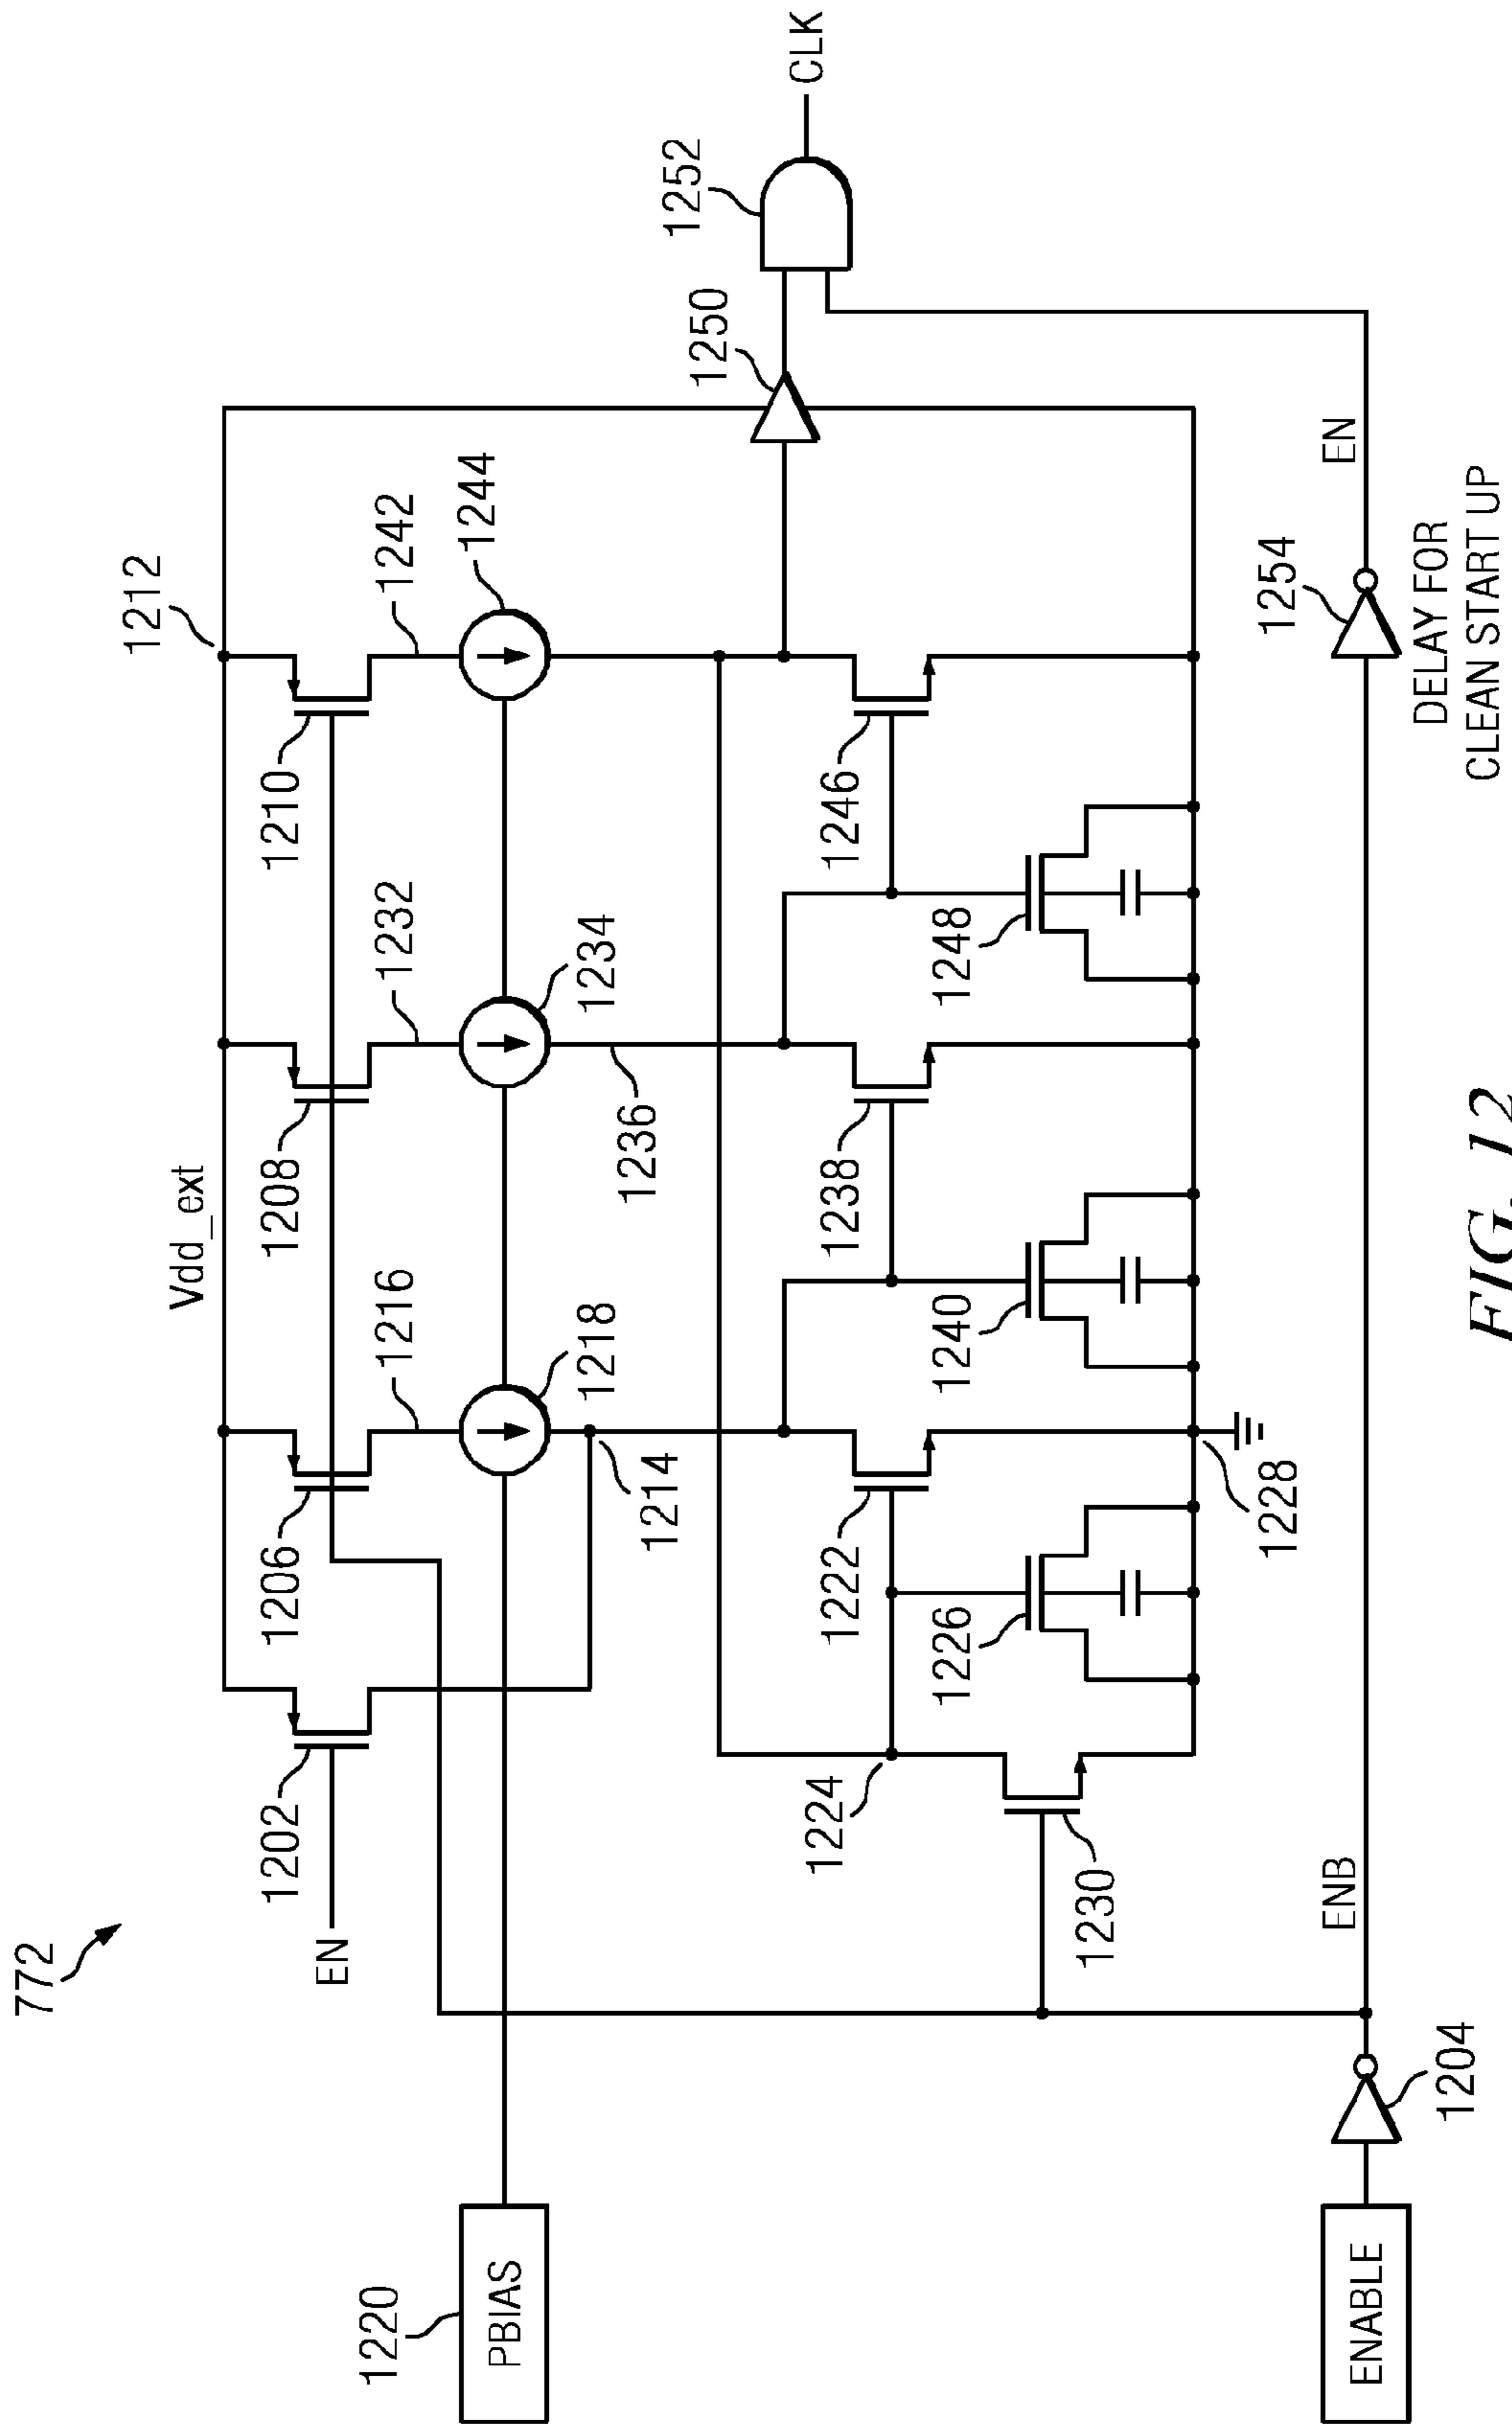 772
1212
Vdd_ext
1202
1206
1208
1210
EN
1216
1232
1242
1220
PBIAS
1218
1234
1244
1214
1236
1250
1252
CLK
1224
1222
1238
1246
1226
1240
1248
1230
1228
ENABLE
1204
ENB
1254
EN
DELAY FOR
CLEAN START UP
FIG. 12